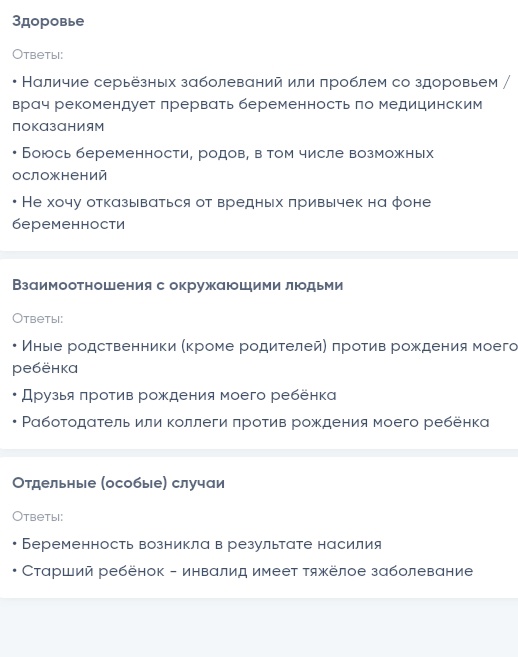 Здоровье
Ответы:
• Наличие серьёзных заболеваний или проблем со здоровьем /
врач рекомендует прервать беременность по медицинским
показаниям
• Боюсь беременности, родов, в том числе возможных
осложнений
• Не хочу отказываться от вредных привычек на фоне
беременности
Взаимоотношения с окружающими людьми
Ответы:
• Иные родственники (кроме родителей) против рождения моего
ребёнка
• Друзья против рождения моего ребёнка
• Работодатель или коллеги против рождения моего ребёнка
Отдельные (особые) случаи
Ответы:
• Беременность возникла в результате насилия
• Старший ребёнок - инвалид имеет тяжёлое заболевание